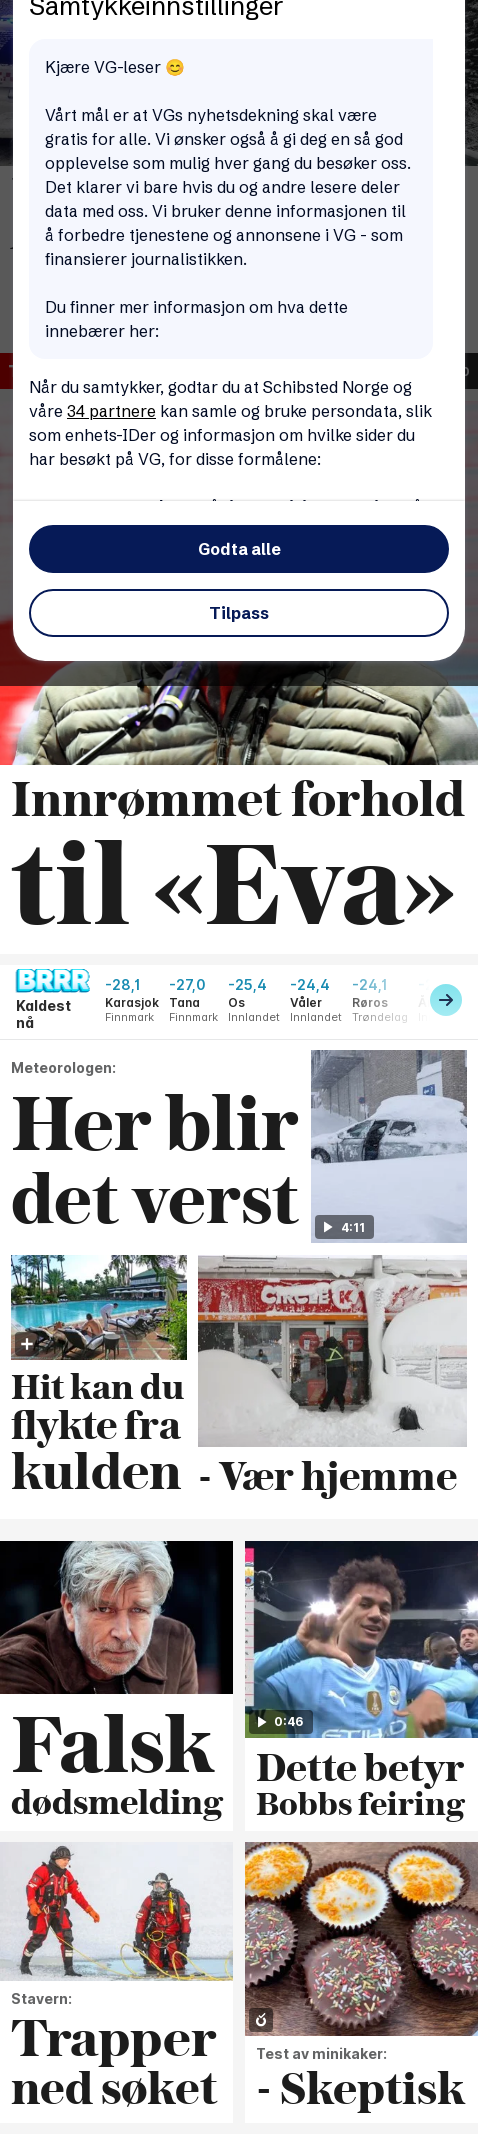 Samtykkeinnstillinger
Kjære VG-leser 😊
Vårt mål er at VGs nyhetsdekning skal være
gratis for alle. Vi ønsker også å gi deg en så god
opplevelse som mulig hver gang du besøker oss.
Det klarer vi bare hvis du og andre lesere deler
data med oss. Vi bruker denne informasjonen til
å forbedre tjenestene og annonsene i VG - som
finansierer journalistikken.
Du finner mer informasjon om hva dette
innebærer her:
Når du samtykker, godtar du at Schibsted Norge og
våre 34 partnere kan samle og bruke persondata, slik
som enhets-IDer og informasjon om hvilke sider du
har besøkt på VG, for disse formålene:
Godta alle
Tilpass
Innrømmet forhold
til «Eva»
BRRR
Kaldest
nå
-28,1
Karasjok
Finnmark
-27,0
Tana
Finnmark
-25,4
Os
Innlandet
-24,4
Våler
Innlandet
-24,1
Røros
Trøndelag
Meteorologen:
Her blir
det verst
4:11
CIRCLE K
Hit kan du
flykte fra
kulden
- Vær hjemme
0:46
Falsk
dødsmelding
Dette betyr
Bobbs feiring
Stavern:
Trapper
ned søket
Test av minikaker:
- Skeptisk